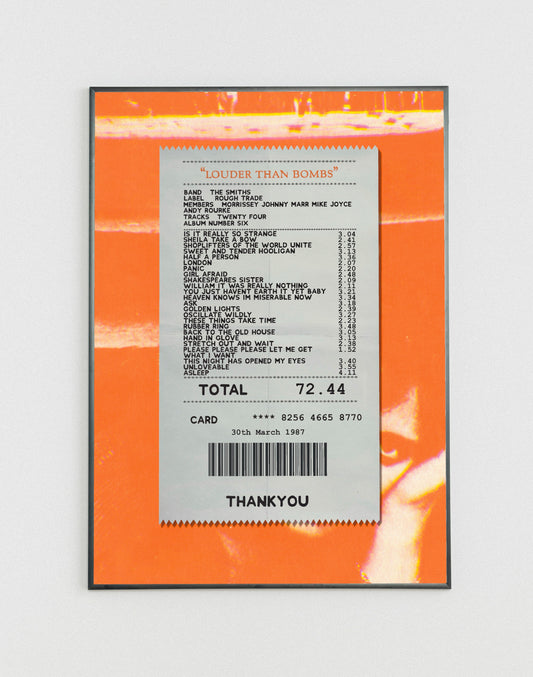 “LOUDER THAN BOMBS”
BAND THE SMITHS
LABEL ROUGH TRADE
MEMBERS MORRISSEY JOHNNY MARR MIKE JOYCE
ANDY ROURKE
TRACKS TWENTY FOUR
ALBUM NUMBER SIX
IS IT REALLY SO STRANGE 3.04
SHEILA TAKE A BOW 2.41
SHOPLIFTERS OF THE WORLD UNITE 2.57
SWEET AND TENDER HOOLIGAN 3.13
HALF A PERSON 3.36
LONDON 2.07
PANIC 2.20
GIRL AFRAID 2.48
SHAKESPEARES SISTER 2.09
WILLIAM IT WAS REALLY NOTHING 2.11
YOU JUST HAVENT EARTH IT YET BABY 3.21
HEAVEN KNOWS IM MISERABLE NOW 3.34
ASK 3.18
GOLDEN LIGHTS 2.39
OSCILLATE WILDLY 3.27
THESE THINGS TAKE TIME 2.23
RUBBER RING 3.48
BACK TO THE OLD HOUSE 3.05
HAND IN GLOVE 3.13
STRETCH OUT AND WAIT 2.38
PLEASE PLEASE PLEASE LET ME GET 1.52
WHAT I WANT
THIS NIGHT HAS OPENED MY EYES 3.40
UNLOVEABLE 3.55
ASLEEP 4.11
TOTAL 72.44
CARD **** 8256 4665 8770
30th March 1987
THANKYOU